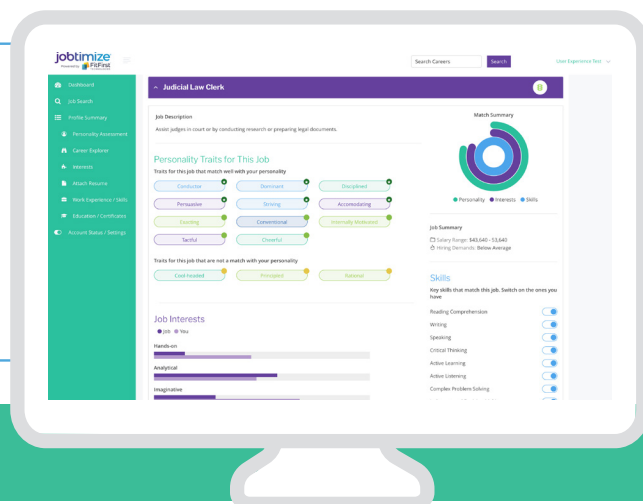 jobtimize
Powered by FitFirst
Search Careers
Search
User Experience Test
Dashboard
Job Search
Profile Summary
Personality Assessment
Career Explorer
Interests
Attach Resume
Work Experience / Skills
Education / Certificates
Account Status / Settings
Judicial Law Clerk
Job Description
Assist judges in court or by conducting research or preparing legal documents.
Personality Traits for This Job
Traits for this job that match well with your personality
Conductor
Dominant
Disciplined
Persuasive
Striving
Accomodating
Exacting
Conventional
Internally Motivated
Tactful
Cheerful
Traits for this job that are not a match with your personality
Cool-headed
Principled
Rational
Job Interests
Job
You
Hands-on
Analytical
Imaginative
Match Summary
Personality
Interests
Skills
Job Summary
Salary Range: $43,640 - 53,640
Hiring Demands: Below Average
Skills
Key skills that match this job. Switch on the ones you
have
Reading Comprehension
Writing
Speaking
Critical Thinking
Active Learning
Active Listening
Complex Problem Solving